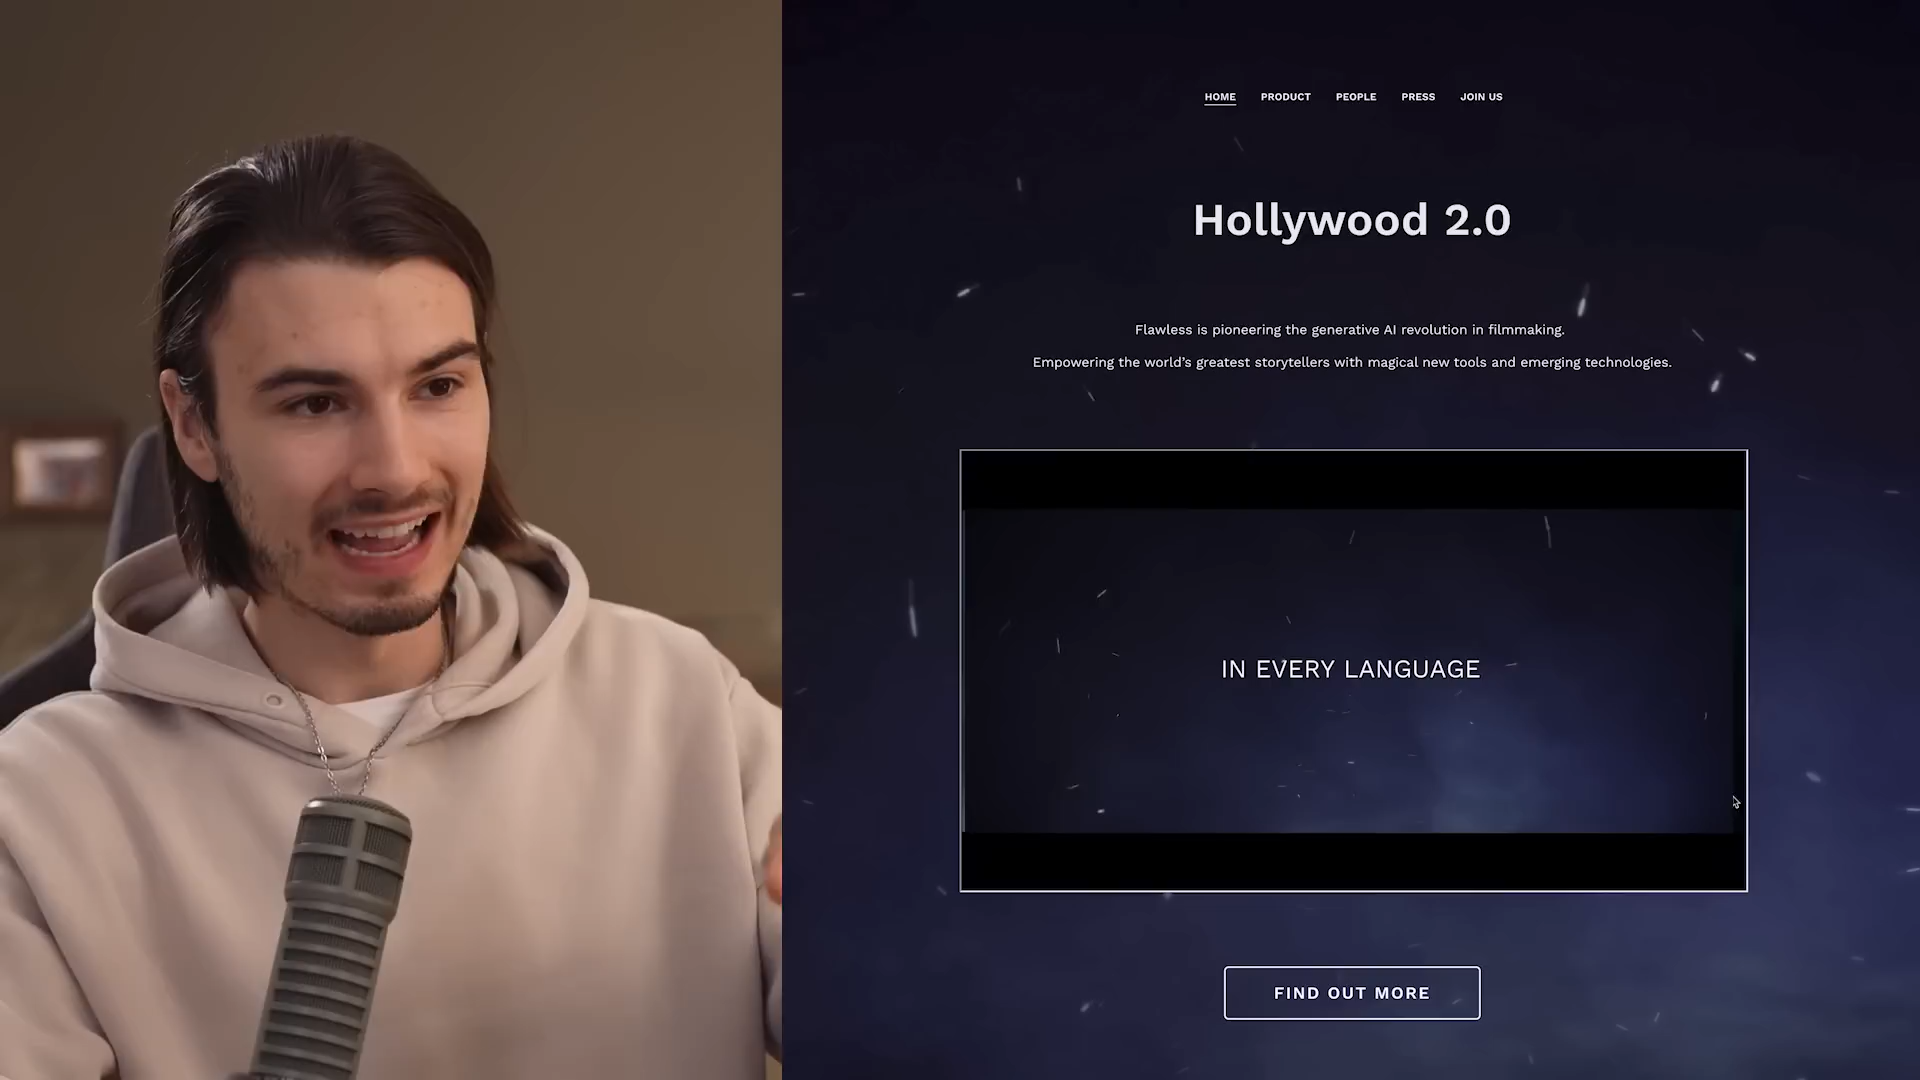 HOME PRODUCT PEOPLE PRESS JOIN US
Hollywood 2.0
Flawless is pioneering the generative AI revolution in filmmaking.
Empowering the world’s greatest storytellers with magical new tools and emerging technologies.
IN EVERY LANGUAGE
FIND OUT MORE